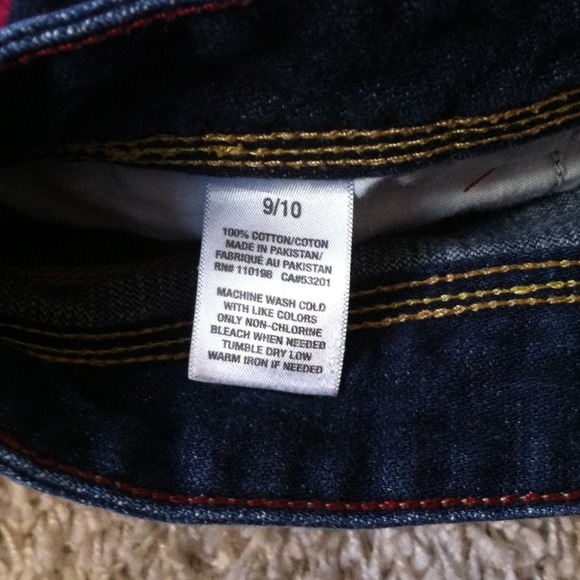 9/10
100% COTTON/COTON
MADE IN PAKISTAN/
FABRIQUÉ AU PAKISTAN
RN# 110198 CA#53201
MACHINE WASH COLD
WITH LIKE COLORS
ONLY NON-CHLORINE
BLEACH WHEN NEEDED
TUMBLE DRY LOW
WARM IRON IF NEEDED